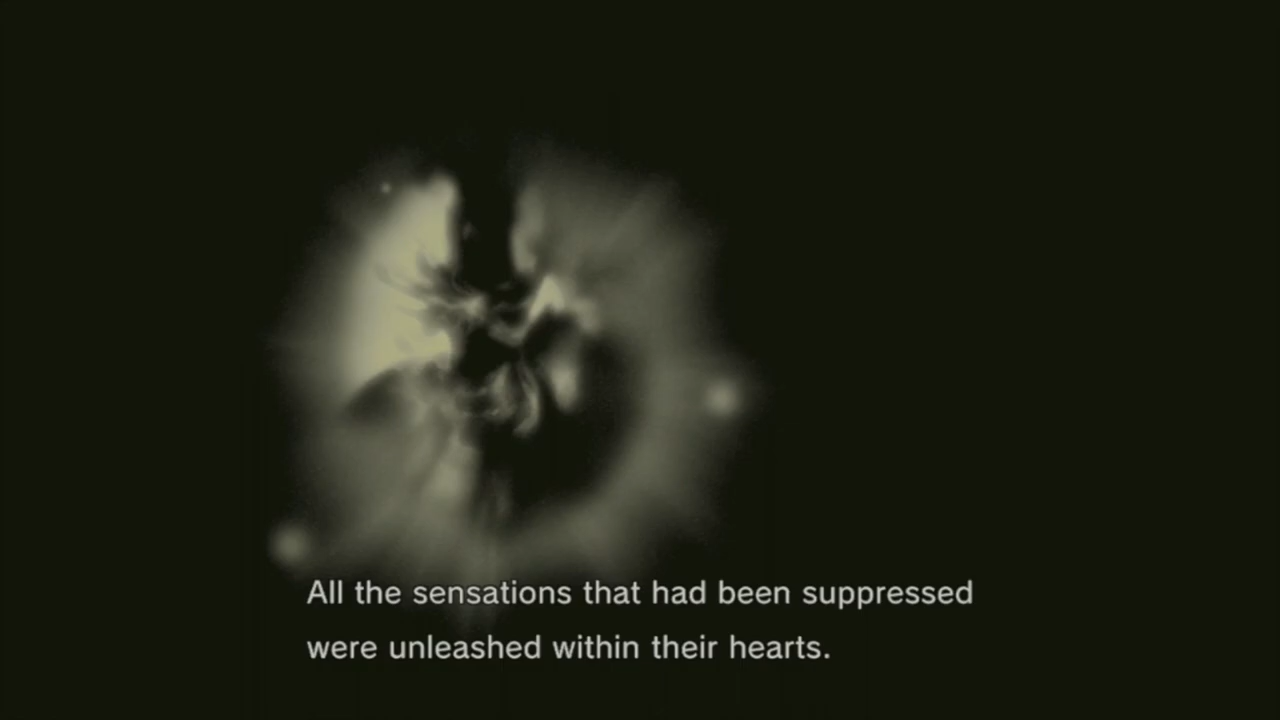 All the sensations that had been suppressed
were unleashed within their hearts.